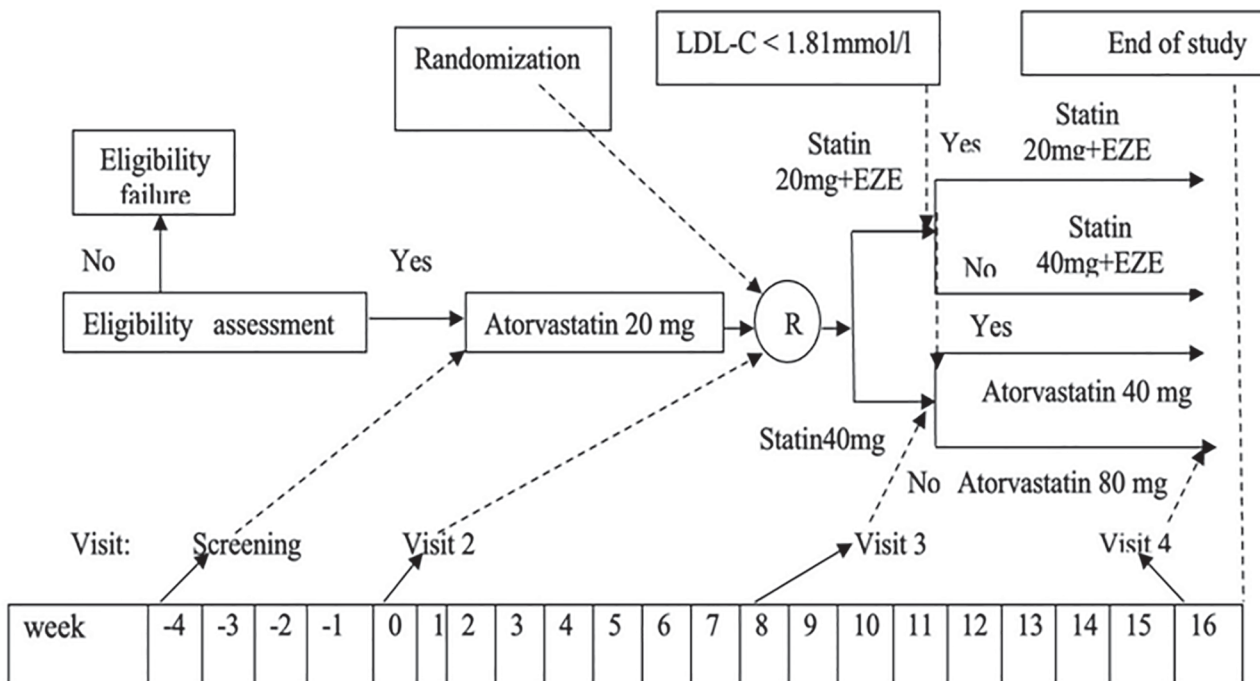 Randomization
LDL-C < 1.81mmol/l
End of study
Eligibility
failure
Statin
20mg+EZE
Yes
Statin
20mg+EZE
No
Yes
Statin
40mg+EZE
No
Eligibility assessment
Atorvastatin 20 mg
R
Yes
Atorvastatin 40 mg
Statin40mg
No Atorvastatin 80 mg
Visit: Screening Visit 2 Visit 3 Visit 4
week -4 -3 -2 -1 0 1 2 3 4 5 6 7 8 9 10 11 12 13 14 15 16